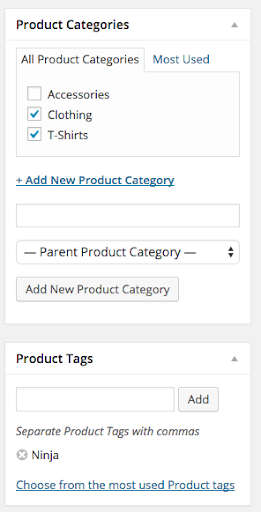 Product Categories
All Product Categories Most Used
Accessories
Clothing
T-Shirts
+ Add New Product Category
— Parent Product Category —
Add New Product Category
Product Tags
Add
Separate Product Tags with commas
Ninja
Choose from the most used Product tags